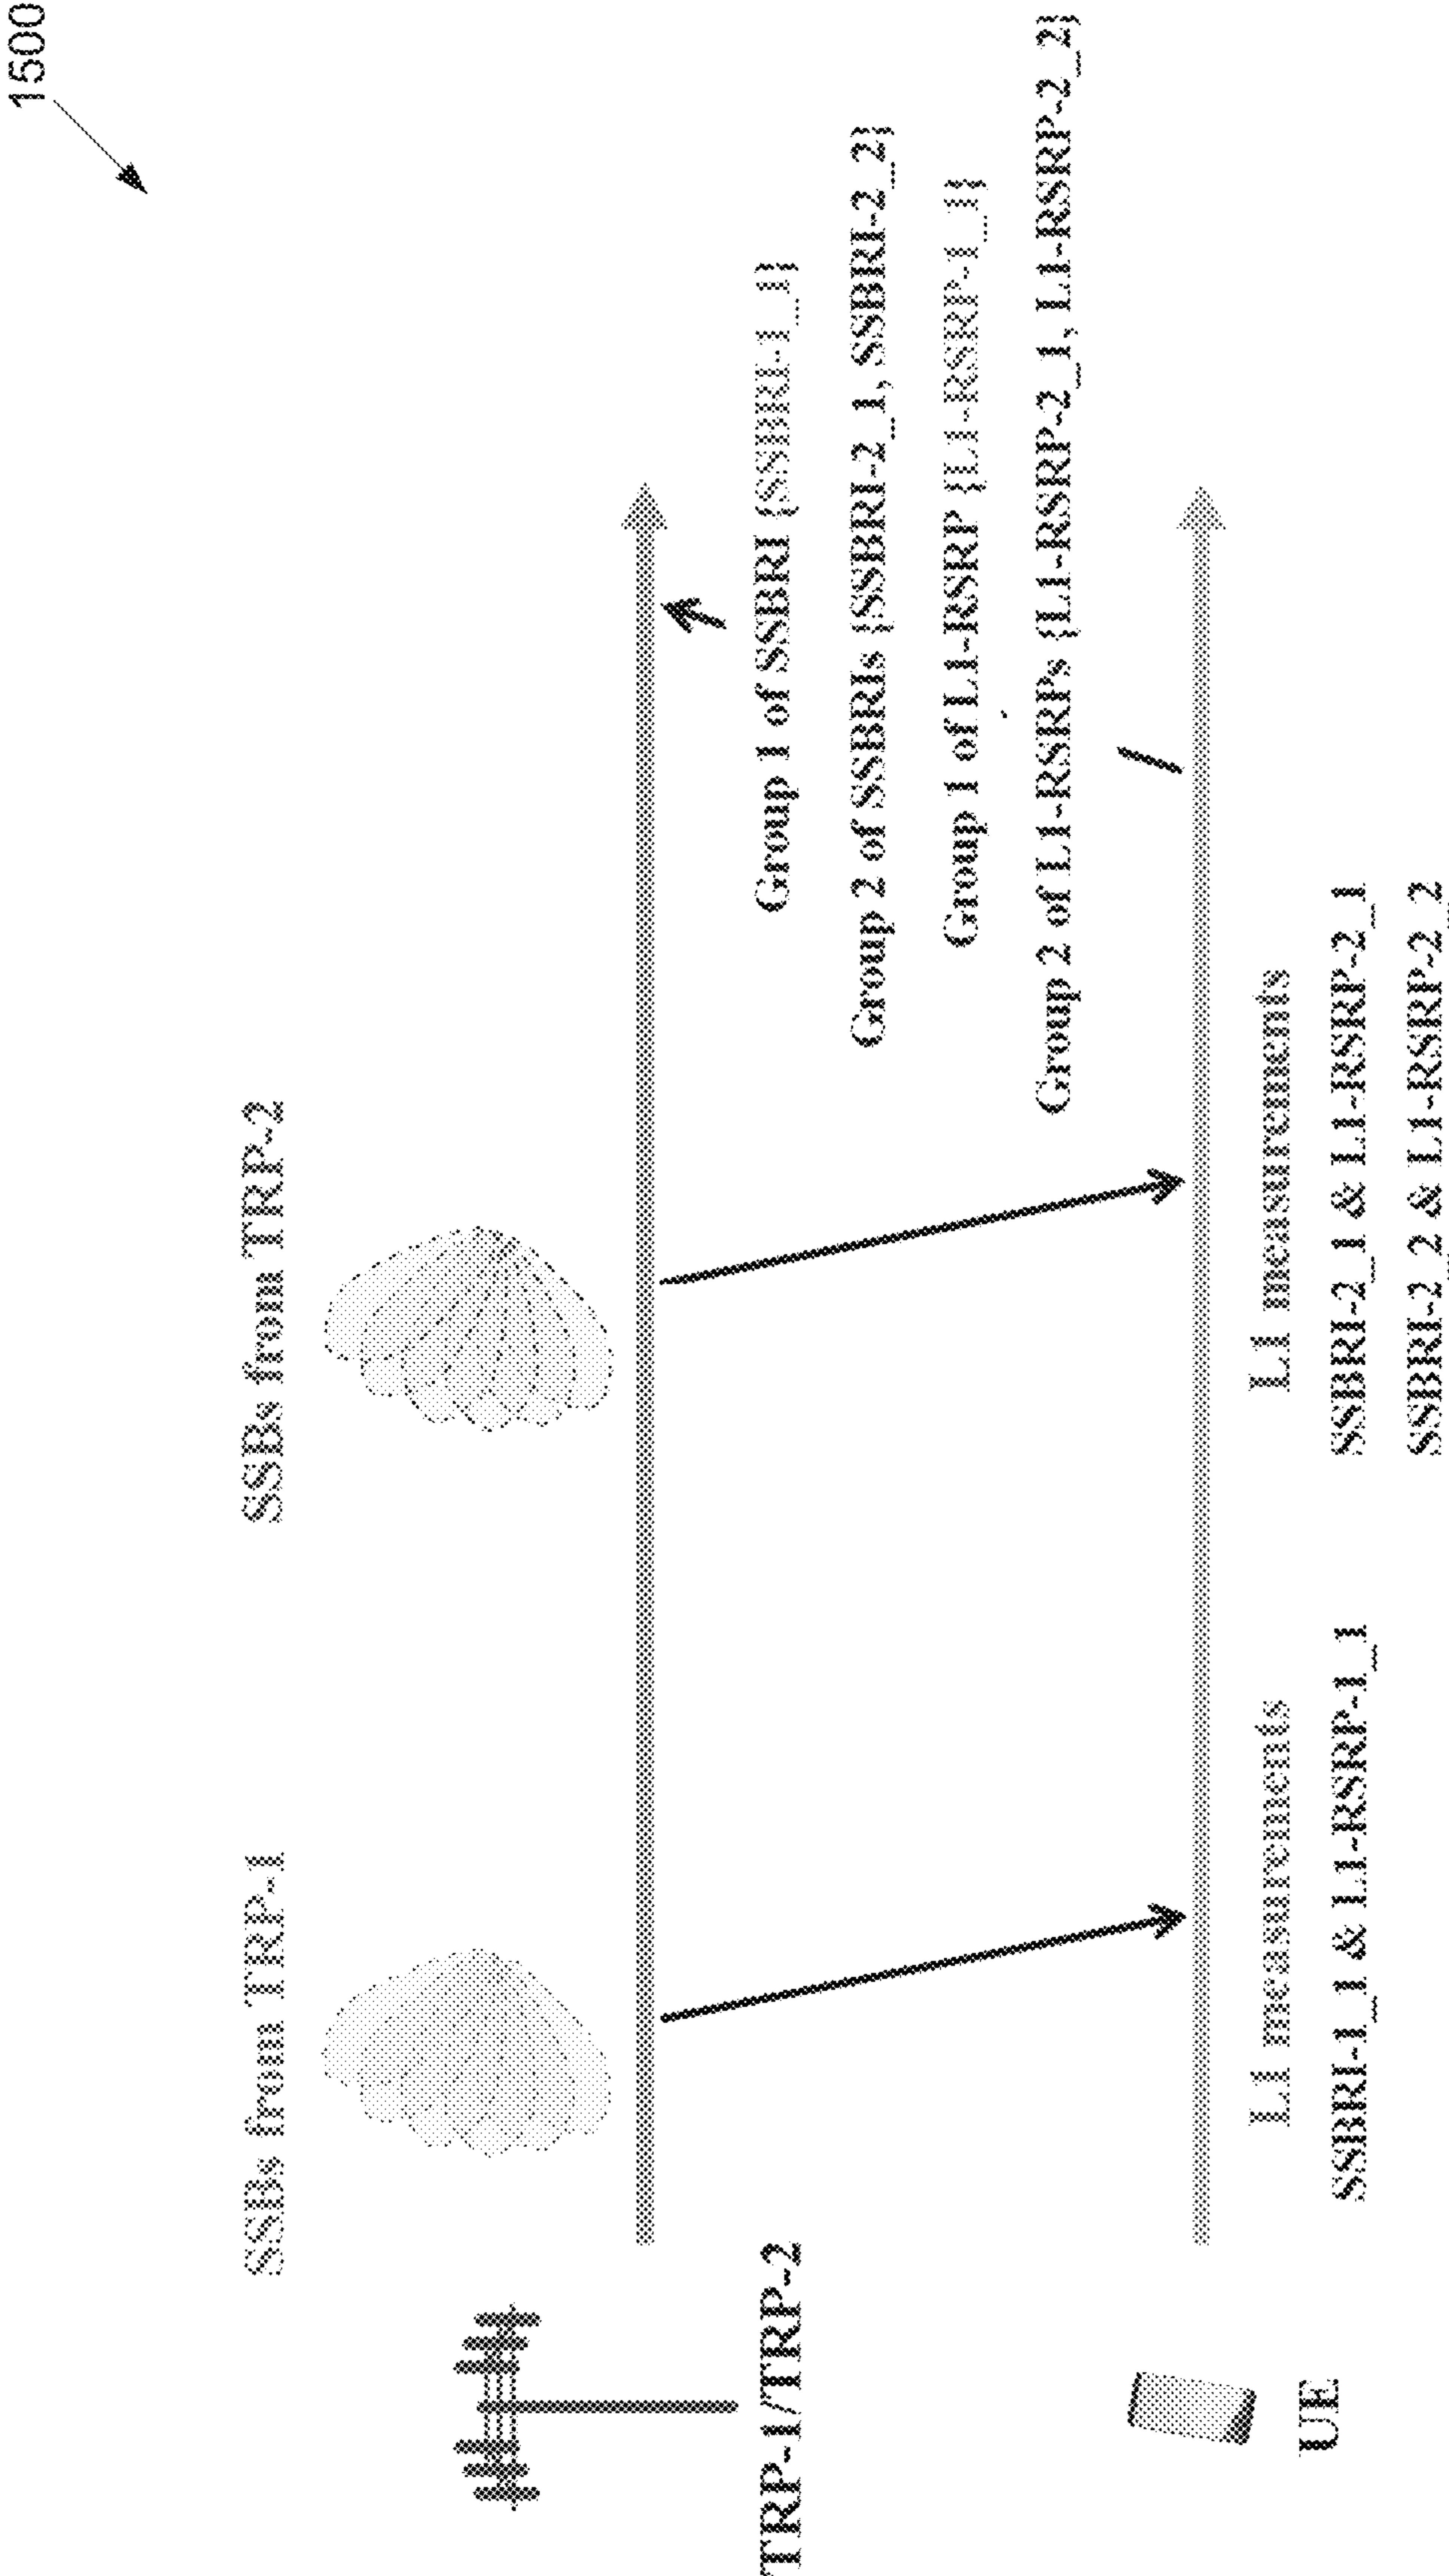 1500
SSBs from TRP-1
SSBs from TRP-2
TRP-1/TRP-2
Group 1 of SSBRI {SSBRI-1_1}
Group 2 of SSBRIs {SSBRI-2_1, SSBRI-2_2}
Group 1 of L1-RSRP {L1-RSRP-1_1}
Group 2 of L1-RSRPs {L1-RSRP-2_1, L1-RSRP-2_2}
UE
L1 measurements
SSBRI-1_1 & L1-RSRP-1_1
L1 measurements
SSBRI-2_1 & L1-RSRP-2_1
SSBRI-2_2 & L1-RSRP-2_2